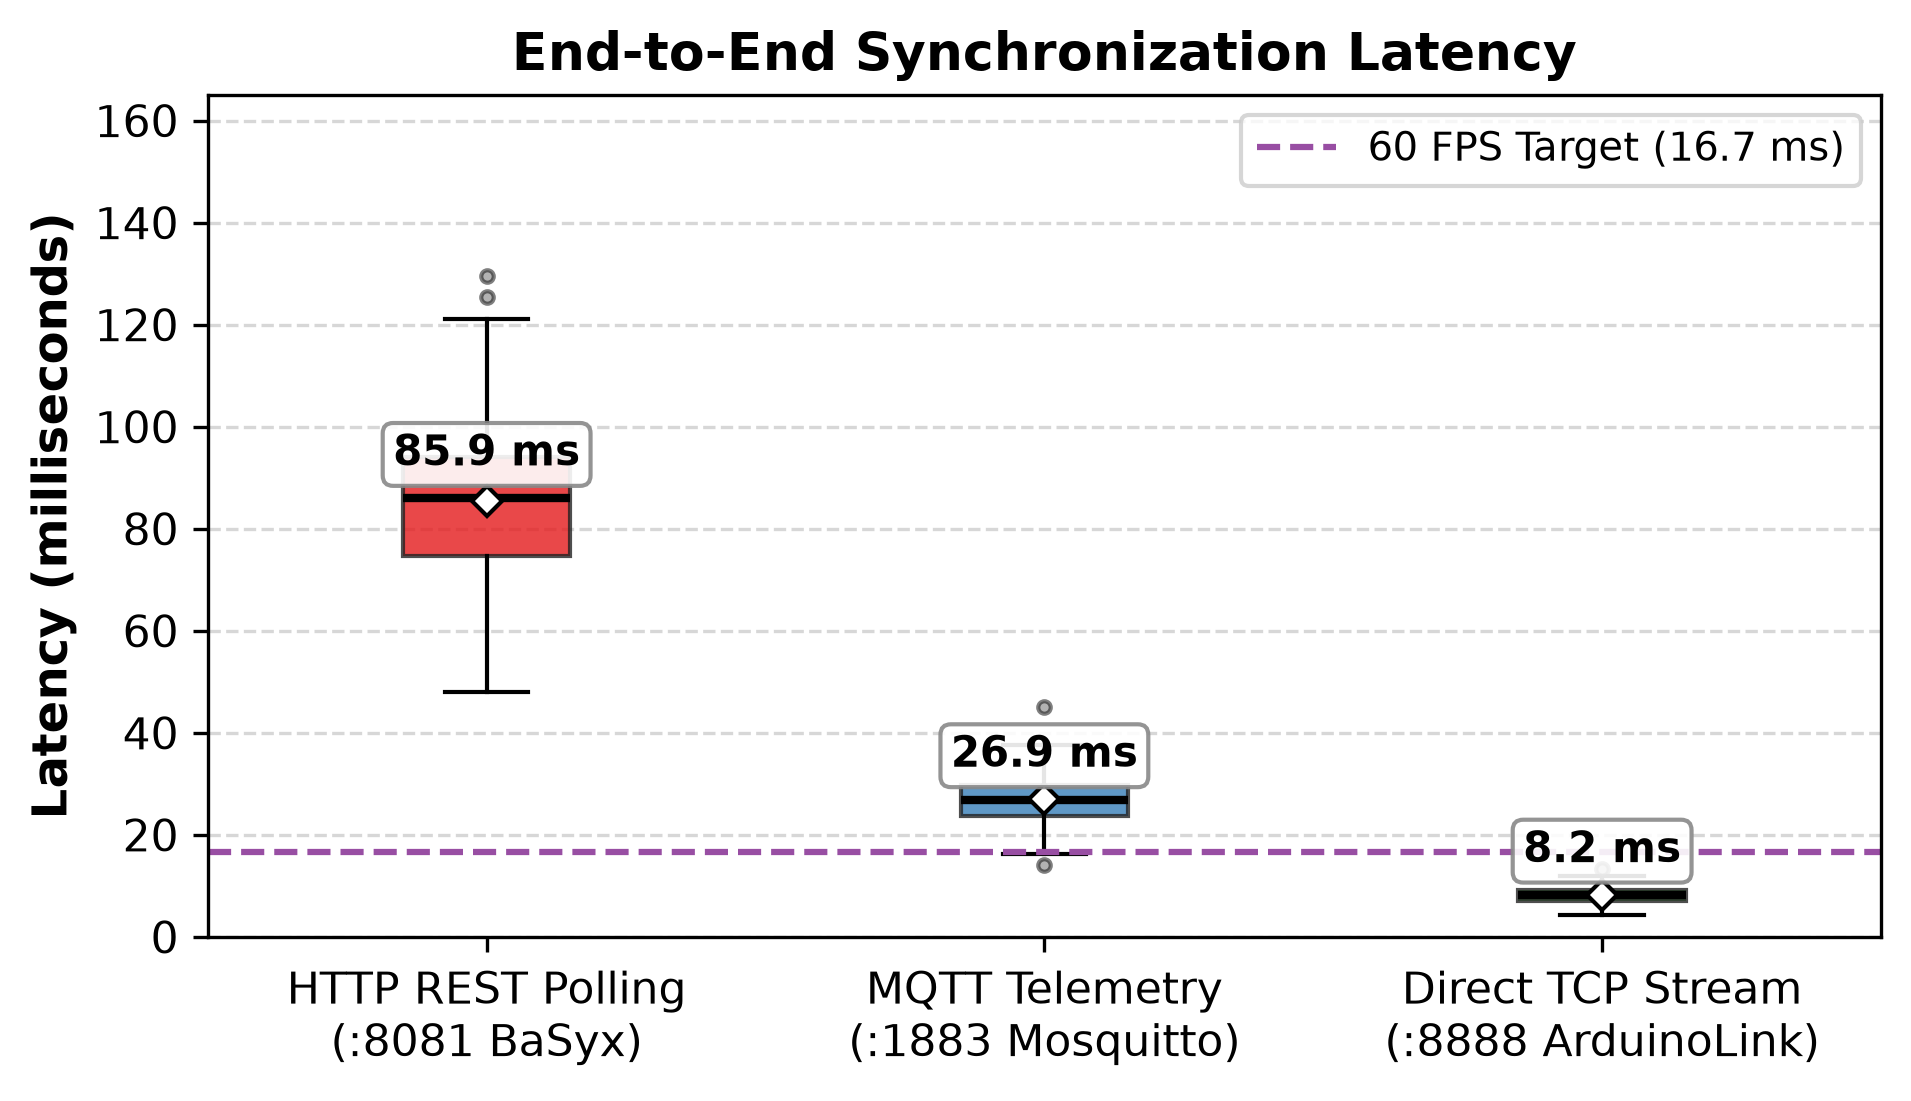 End-to-End Synchronization Latency
Latency (milliseconds)
160
140
120
100
80
60
40
20
0
60 FPS Target (16.7 ms)
85.9 ms
26.9 ms
8.2 ms
HTTP REST Polling
(:8081 BaSyx)
MQTT Telemetry
(:1883 Mosquitto)
Direct TCP Stream
(:8888 ArduinoLink)